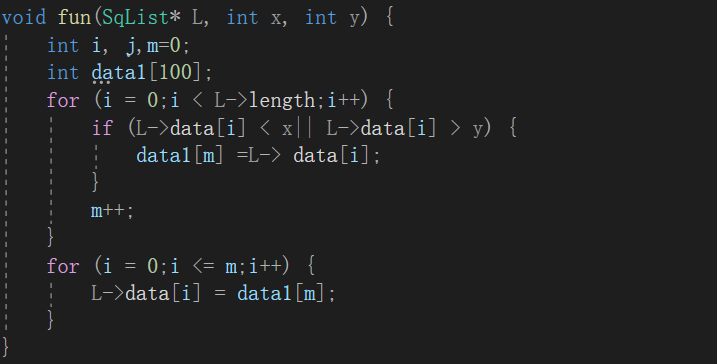 void fun(SqList* L, int x, int y) {
int i, j,m=0;
int data1[100];
for (i = 0;i < L->length;i++) {
if (L->data[i] < x|| L->data[i] > y) {
data1[m] =L-> data[i];
}
m++;
}
for (i = 0;i <= m;i++) {
L->data[i] = data1[m];
}
}